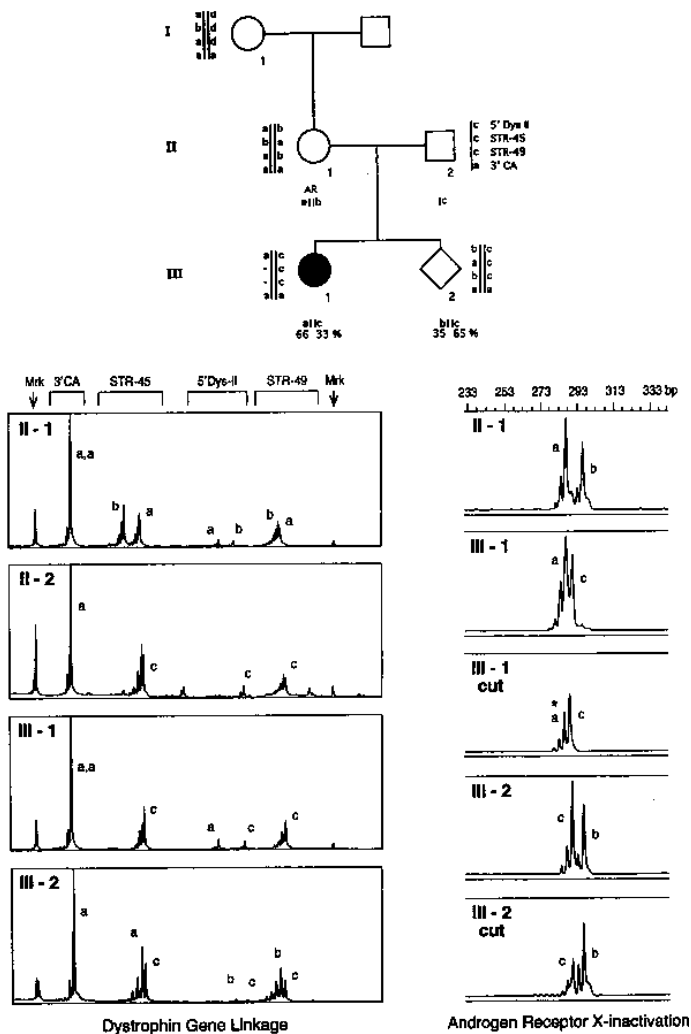 I
a d
b d
a d
a a
1
II
a b
b a
a b
a a
1
2
c 5' Dys II
c STR-45
c STR-49
a 3' CA
AR
a b
c
III
a c
- c
- c
a a
1
2
b c
a c
b c
a a
a c
66 33 %
b c
35 65 %
Mrk 3'CA STR-45 5'Dys-II STR-49 Mrk
II - 1
a,a
b a
a b
b a
II - 2
a
c
c
c
III - 1
a,a
c
a c
c
III - 2
a
a
c
b c
b
c
Dystrophin Gene Linkage
233 253 273 293 313 333 bp
II - 1
a
b
III - 1
a
c
III - 1
cut
*
a c
III - 2
c b
III - 2
cut
c b
Androgen Receptor X-inactivation